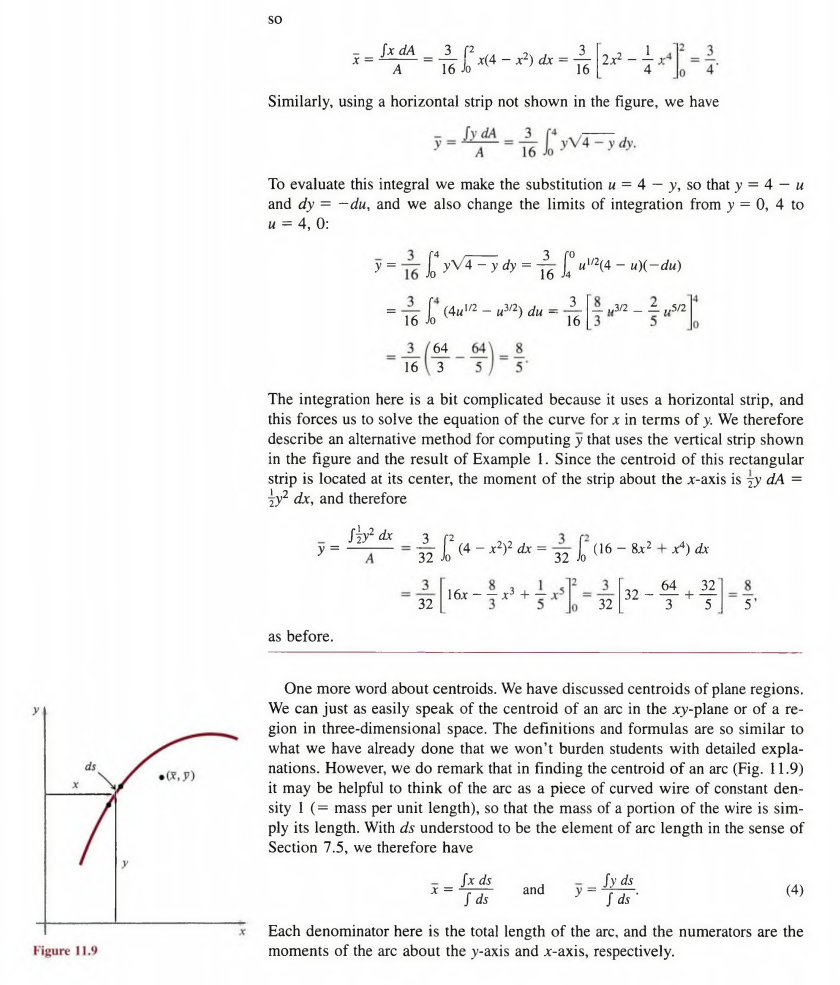 so
x̄ = ∫x dA / A = 3/16 ∫₀² x(4 − x²) dx = 3/16 [2x² − 1/4 x⁴]₀² = 3/4.
Similarly, using a horizontal strip not shown in the figure, we have
ȳ = ∫y dA / A = 3/16 ∫₀⁴ y√(4 − y) dy.
To evaluate this integral we make the substitution u = 4 − y, so that y = 4 − u
and dy = −du, and we also change the limits of integration from y = 0, 4 to
u = 4, 0:
ȳ = 3/16 ∫₀⁴ y√(4 − y) dy = 3/16 ∫₄⁰ u^{1/2}(4 − u)(−du)
= 3/16 ∫₀⁴ (4u^{1/2} − u^{3/2}) du = 3/16 [8/3 u^{3/2} − 2/5 u^{5/2}]₀⁴
= 3/16 (64/3 − 64/5) = 8/5.
The integration here is a bit complicated because it uses a horizontal strip, and
this forces us to solve the equation of the curve for x in terms of y. We therefore
describe an alternative method for computing ȳ that uses the vertical strip shown
in the figure and the result of Example 1. Since the centroid of this rectangular
strip is located at its center, the moment of the strip about the x-axis is ½y dA =
½y² dx, and therefore
ȳ = ∫½y² dx / A = 3/32 ∫₀² (4 − x²)² dx = 3/32 ∫₀² (16 − 8x² + x⁴) dx
= 3/32 [16x − 8/3 x³ + 1/5 x⁵]₀² = 3/32 [32 − 64/3 + 32/5] = 8/5,
as before.
One more word about centroids. We have discussed centroids of plane regions.
We can just as easily speak of the centroid of an arc in the xy-plane or of a re-
gion in three-dimensional space. The definitions and formulas are so similar to
what we have already done that we won't burden students with detailed expla-
nations. However, we do remark that in finding the centroid of an arc (Fig. 11.9)
it may be helpful to think of the arc as a piece of curved wire of constant den-
sity 1 (= mass per unit length), so that the mass of a portion of the wire is sim-
ply its length. With ds understood to be the element of arc length in the sense of
Section 7.5, we therefore have
x̄ = ∫x ds / ∫ ds and ȳ = ∫y ds / ∫ ds. (4)
Each denominator here is the total length of the arc, and the numerators are the
moments of the arc about the y-axis and x-axis, respectively.
y
ds
x
(x̄, ȳ)
y
x
Figure 11.9